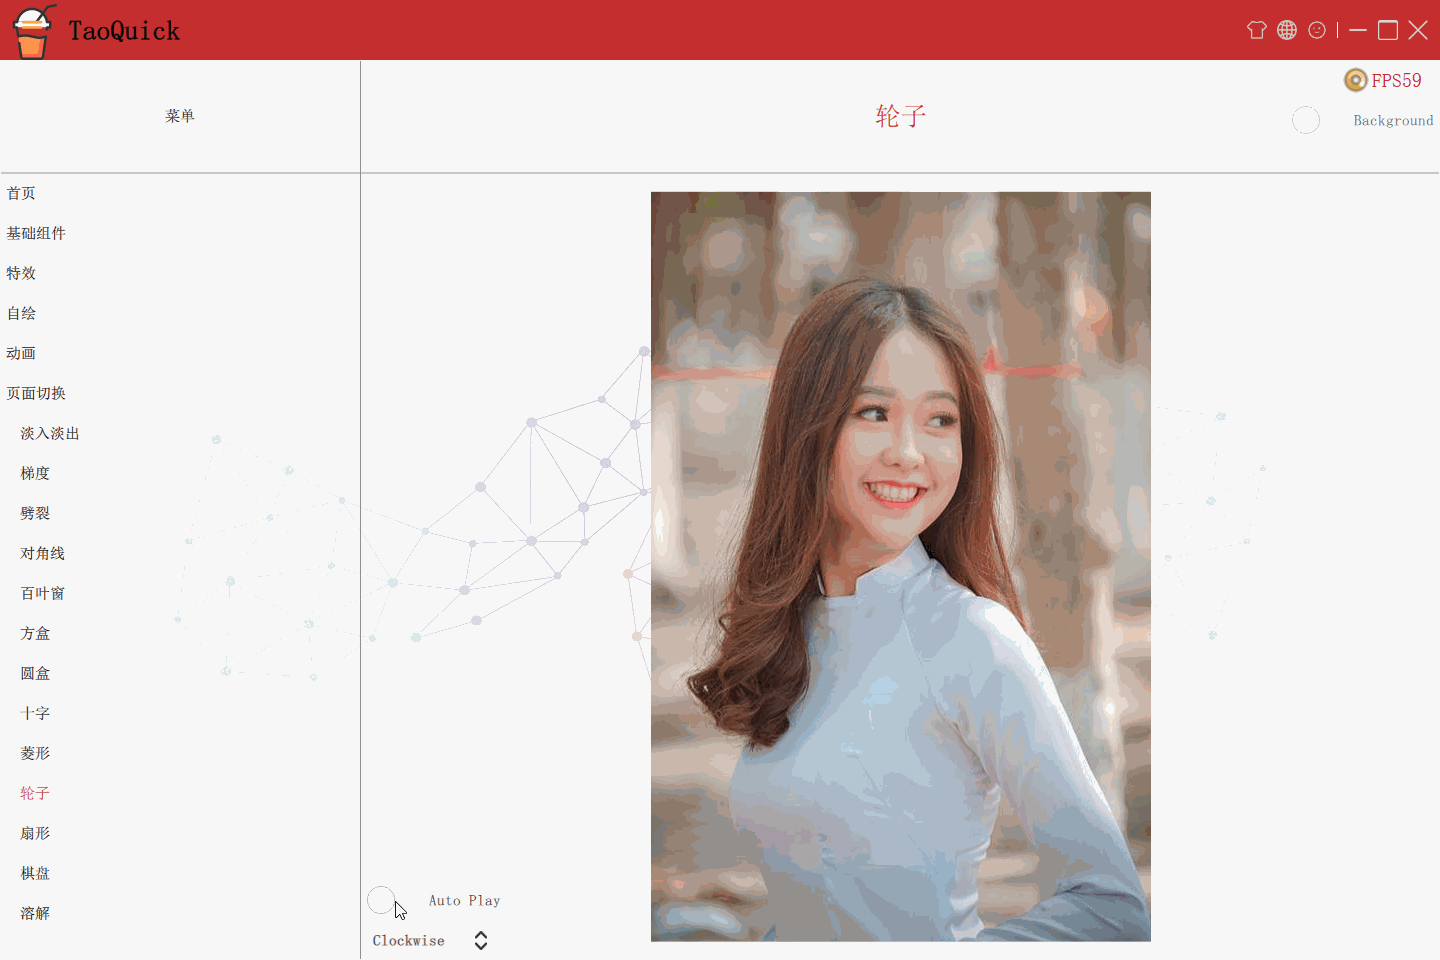 TaoQuick
FPS59
菜单
轮子
Background
首页
基础组件
特效
自绘
动画
页面切换
淡入淡出
梯度
劈裂
对角线
百叶窗
方盒
圆盒
十字
菱形
轮子
扇形
棋盘
溶解
Auto Play
Clockwise